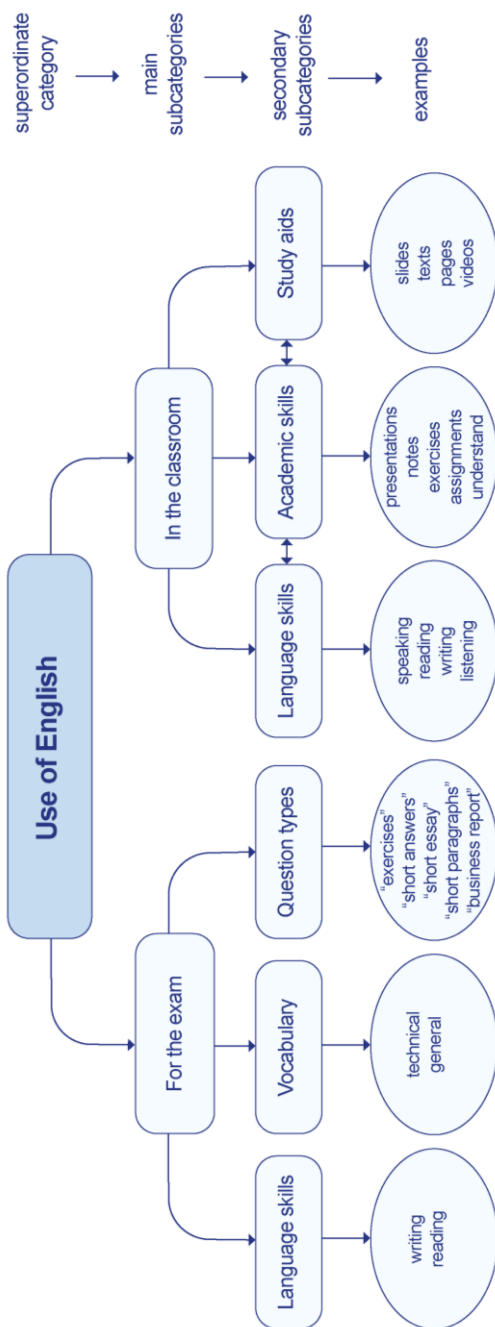 Use of English
For the exam
In the classroom
Language skills
Vocabulary
Question types
Language skills
Academic skills
Study aids
writing
reading
technical
general
“exercises”
“short answers”
“short essay”
“short paragraphs”
“business report”
speaking
reading
writing
listening
presentations
notes
exercises
assignments
understand
slides
texts
pages
videos
superordinate
category
main
subcategories
secondary
subcategories
examples